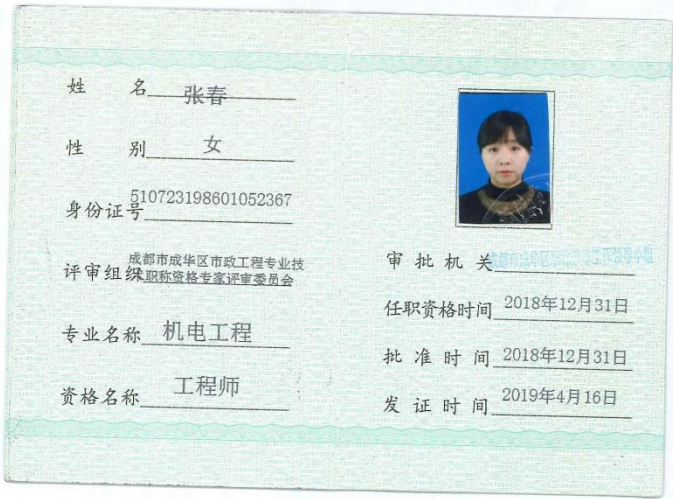 姓 名 张春
性 别 女
身份证号 510723198601052367
评审组织 成都市成华区市政工程专业技
术职称资格专家评审委员会
专业名称 机电工程
资格名称 工程师
审 批 机 关
任职资格时间 2018年12月31日
批 准 时 间 2018年12月31日
发 证 时 间 2019年4月16日